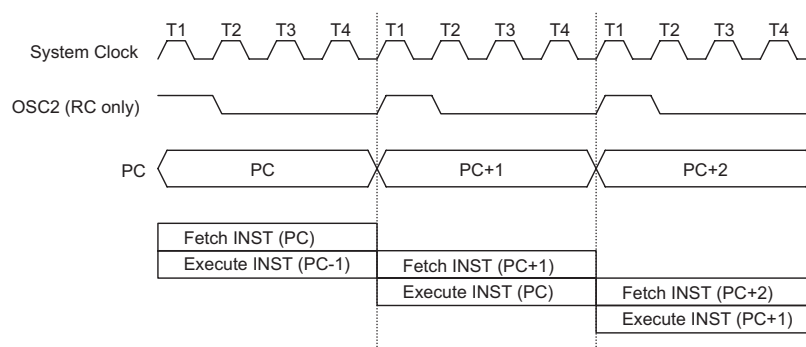 T1 T2 T3 T4 T1 T2 T3 T4 T1 T2 T3 T4
System Clock
OSC2 (RC only)
PC PC PC+1 PC+2
Fetch INST (PC)
Execute INST (PC-1) Fetch INST (PC+1)
Execute INST (PC) Fetch INST (PC+2)
Execute INST (PC+1)